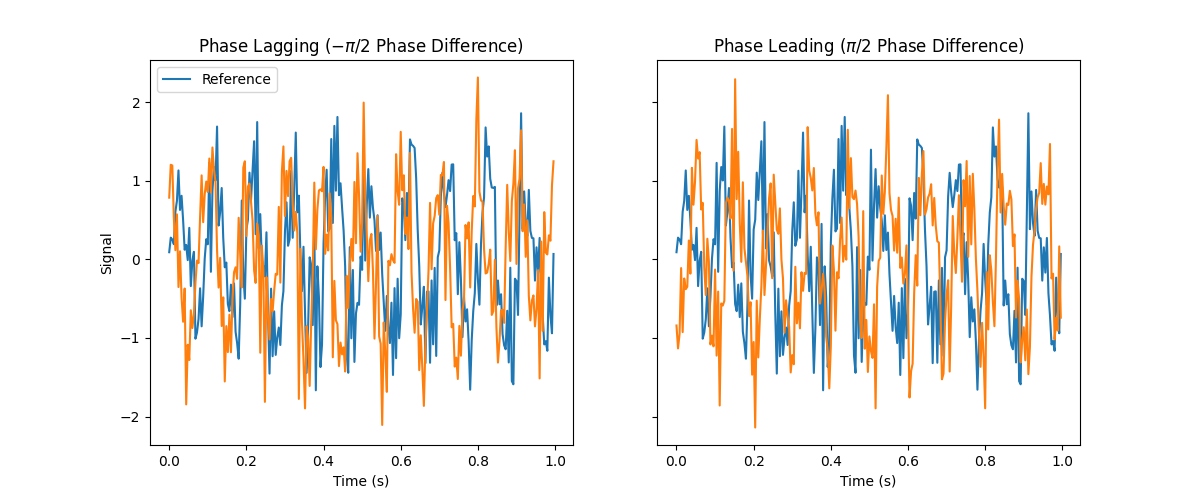 Phase Lagging (−π/2 Phase Difference)
Phase Leading (π/2 Phase Difference)
Reference
Signal
2
1
0
−1
−2
0.0 0.2 0.4 0.6 0.8 1.0
0.0 0.2 0.4 0.6 0.8 1.0
Time (s)
Time (s)